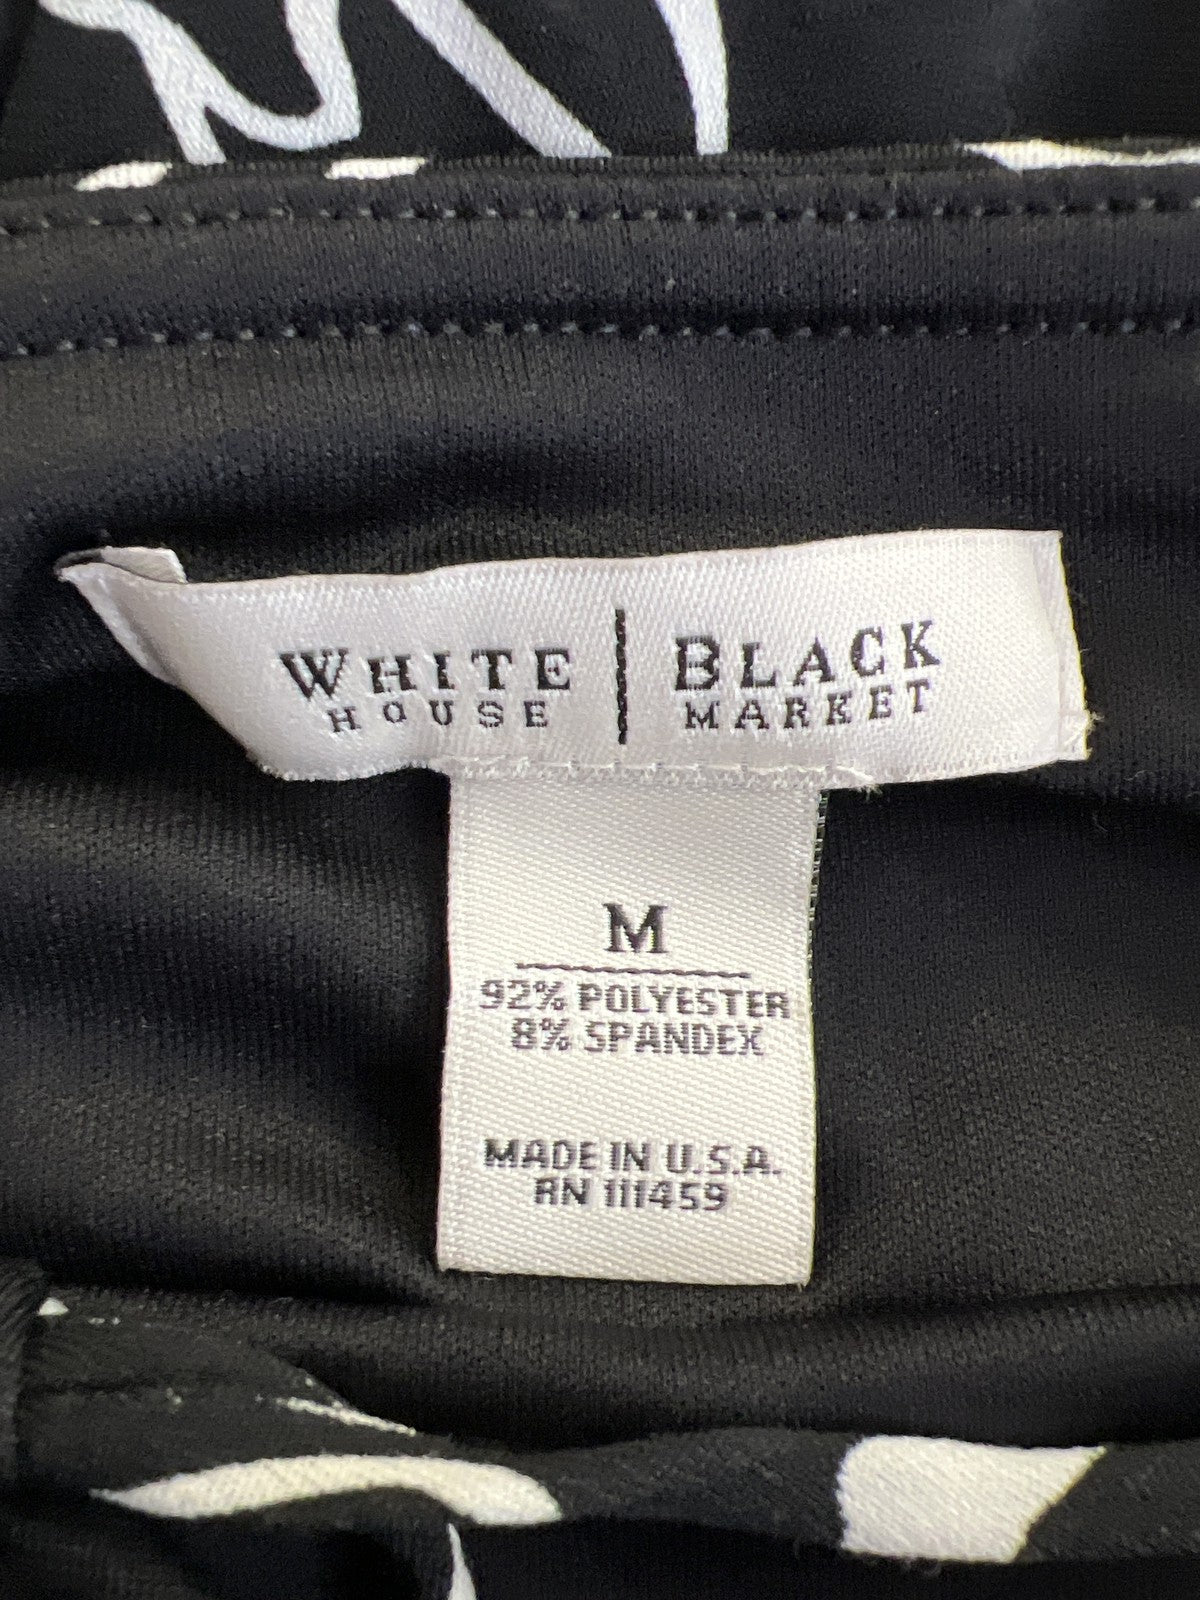 WHITE | BLACK
HOUSE | MARKET
M
92% POLYESTER
8% SPANDEX
MADE IN U.S.A.
RN 111459